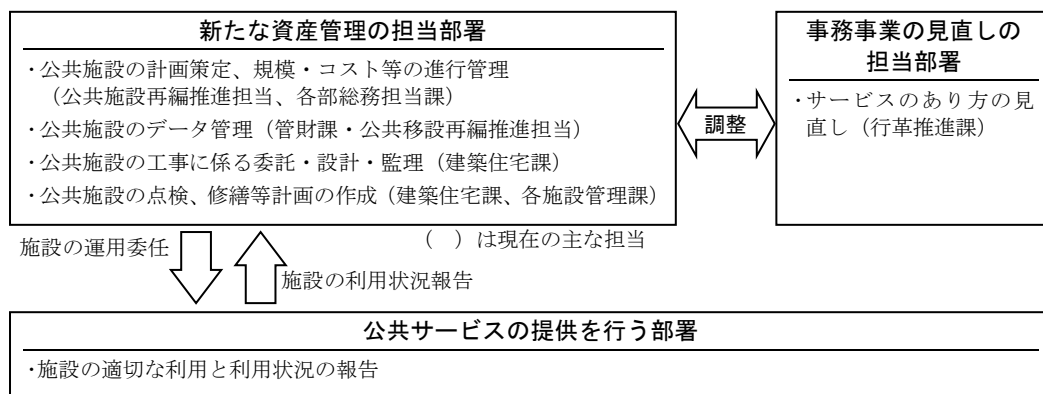 新たな資産管理の担当部署
・公共施設の計画策定、規模・コスト等の進行管理
（公共施設再編推進担当、各部総務担当課）
・公共施設のデータ管理（管財課・公共移設再編推進担当）
・公共施設の工事に係る委託・設計・監理（建築住宅課）
・公共施設の点検、修繕等計画の作成（建築住宅課、各施設管理課）
調整
事務事業の見直しの
担当部署
・サービスのあり方の見
直し（行革推進課）
（　）は現在の主な担当
施設の運用委任
施設の利用状況報告
公共サービスの提供を行う部署
・施設の適切な利用と利用状況の報告